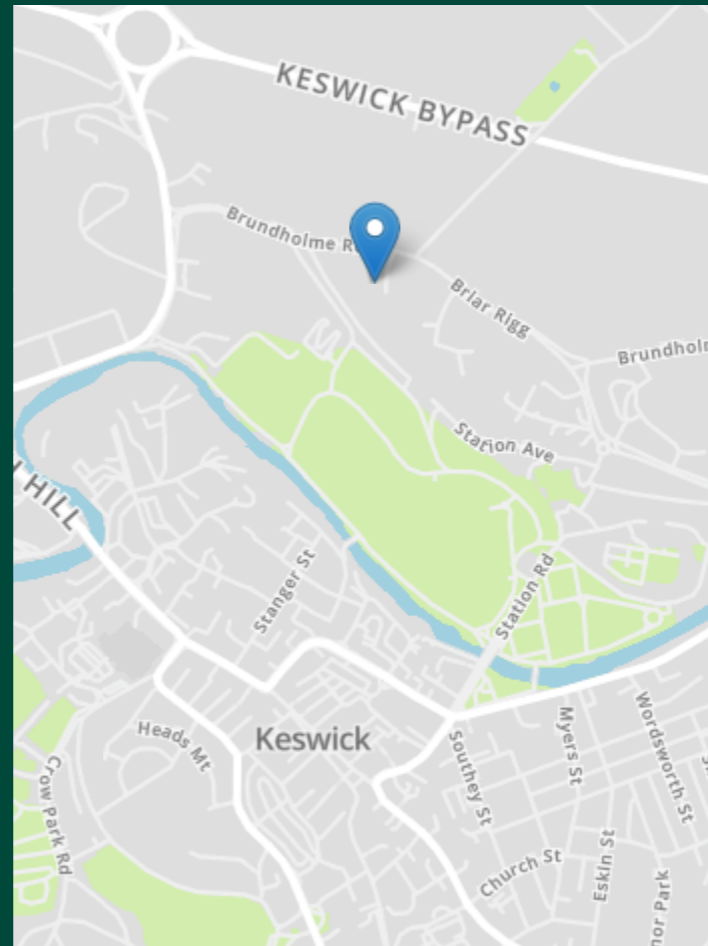 KESWICK BYPASS
Brundholme R
Briar Rigg
Brundholm
Station Ave
HILL
Stanger St
Station Rd
Keswick
Heads Mt
Crow Park Rd
Southey St
Myers St
Wordsworth St
Church St
Eskin St
nor Park